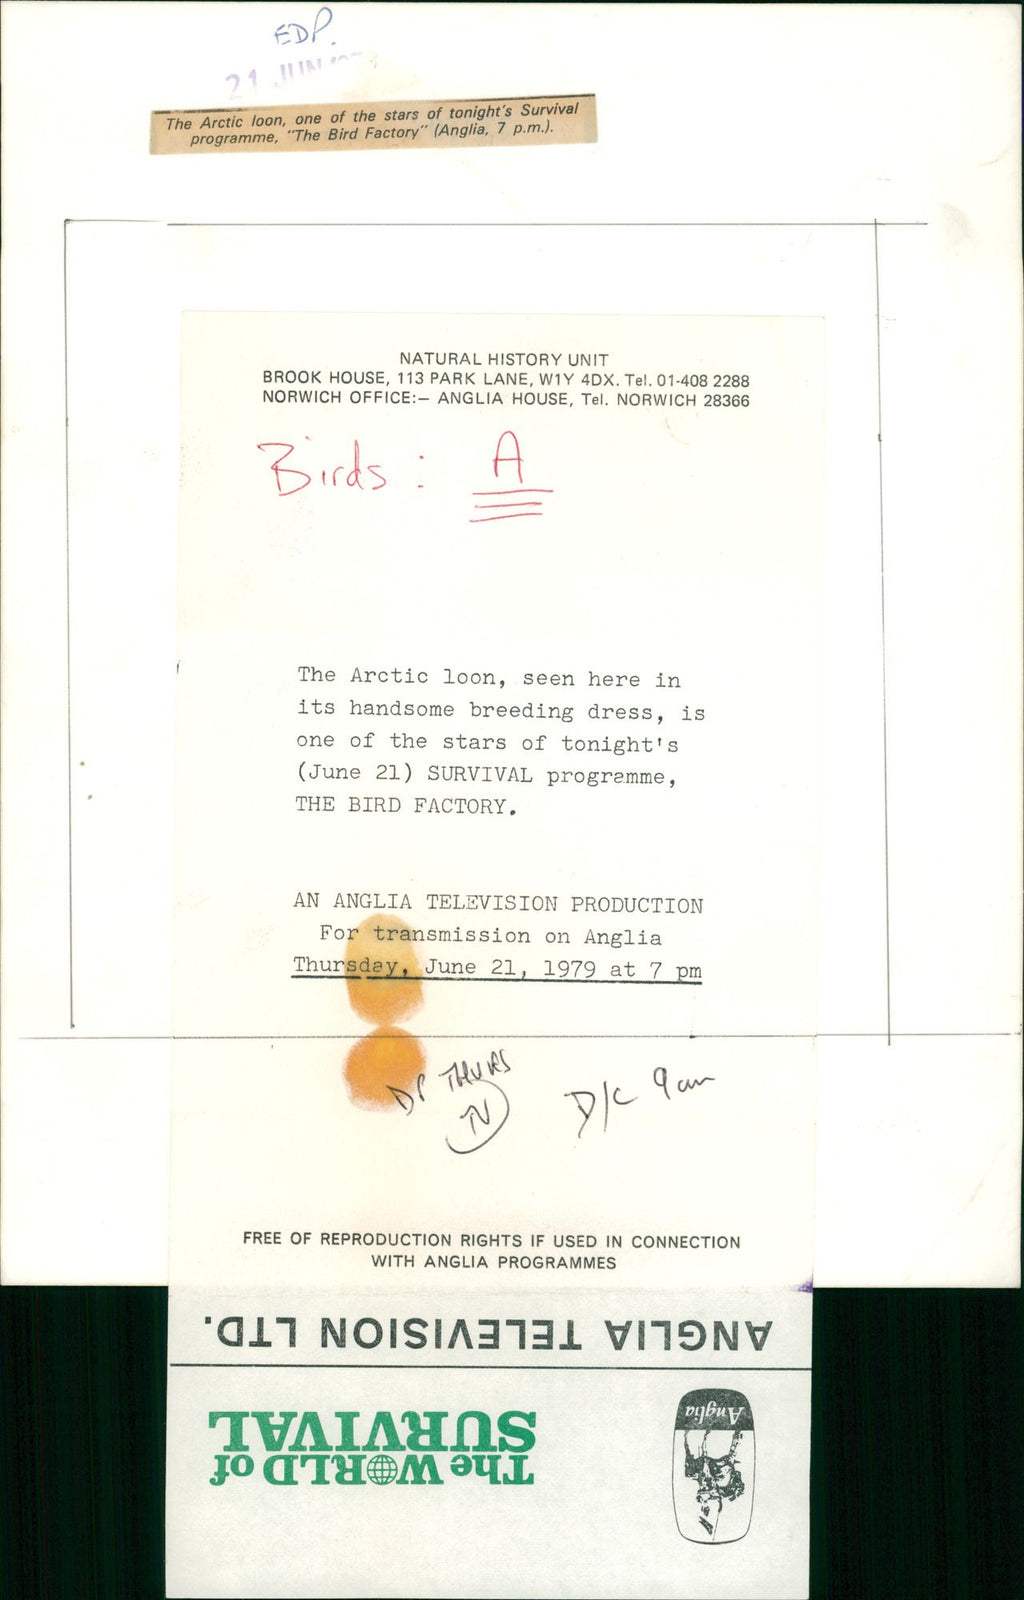 EDP.
21 JUN
The Arctic loon, one of the stars of tonight's Survival
programme, "The Bird Factory" (Anglia, 7 p.m.).
NATURAL HISTORY UNIT
BROOK HOUSE, 113 PARK LANE, W1Y 4DX. Tel. 01-408 2288
NORWICH OFFICE:– ANGLIA HOUSE, Tel. NORWICH 28366
Birds : A
The Arctic loon, seen here in
its handsome breeding dress, is
one of the stars of tonight's
(June 21) SURVIVAL programme,
THE BIRD FACTORY.
AN ANGLIA TELEVISION PRODUCTION
For transmission on Anglia
Thursday, June 21, 1979 at 7 pm
DP THURS
TV
D/C 9am
FREE OF REPRODUCTION RIGHTS IF USED IN CONNECTION
WITH ANGLIA PROGRAMMES
ANGLIA TELEVISION LTD.
The WORLD of
SURVIVAL
Anglia